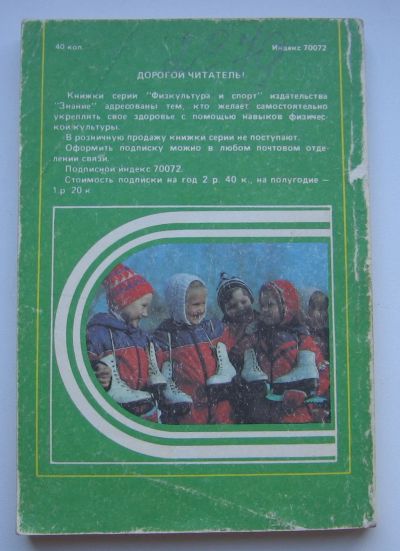 40 коп.
Индекс 70072
ДОРОГОЙ ЧИТАТЕЛЬ!
Книжки серии "Физкультура и спорт" издательства
"Знание" адресованы тем, кто желает самостоятельно
укреплять свое здоровье с помощью навыков физичес-
кой культуры.
В розничную продажу книжки серии не поступают.
Оформить подписку можно в любом почтовом отде-
лении связи.
Подписной индекс 70072.
Стоимость подписки на год 2 р. 40 к., на полугодие –
1 р. 20 к.